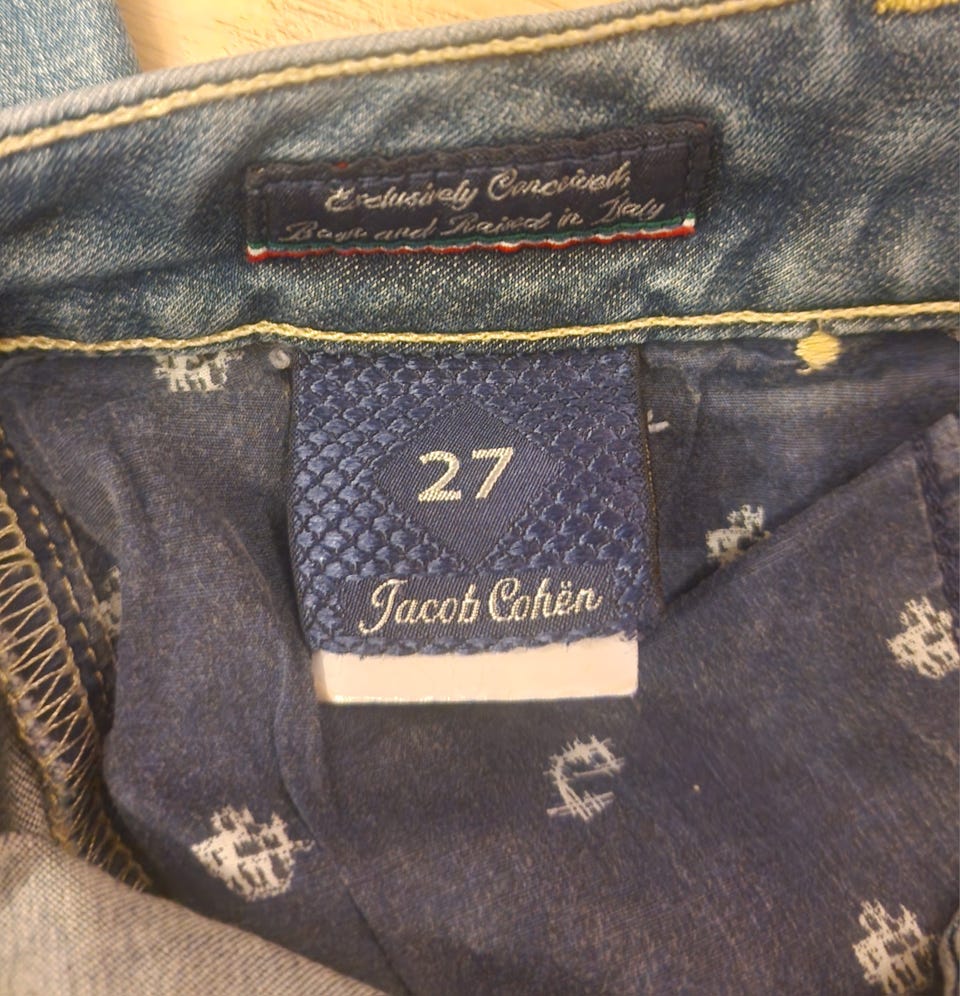 Exclusively Conceived,
Born and Raised in Italy
27
Jacob Cohën